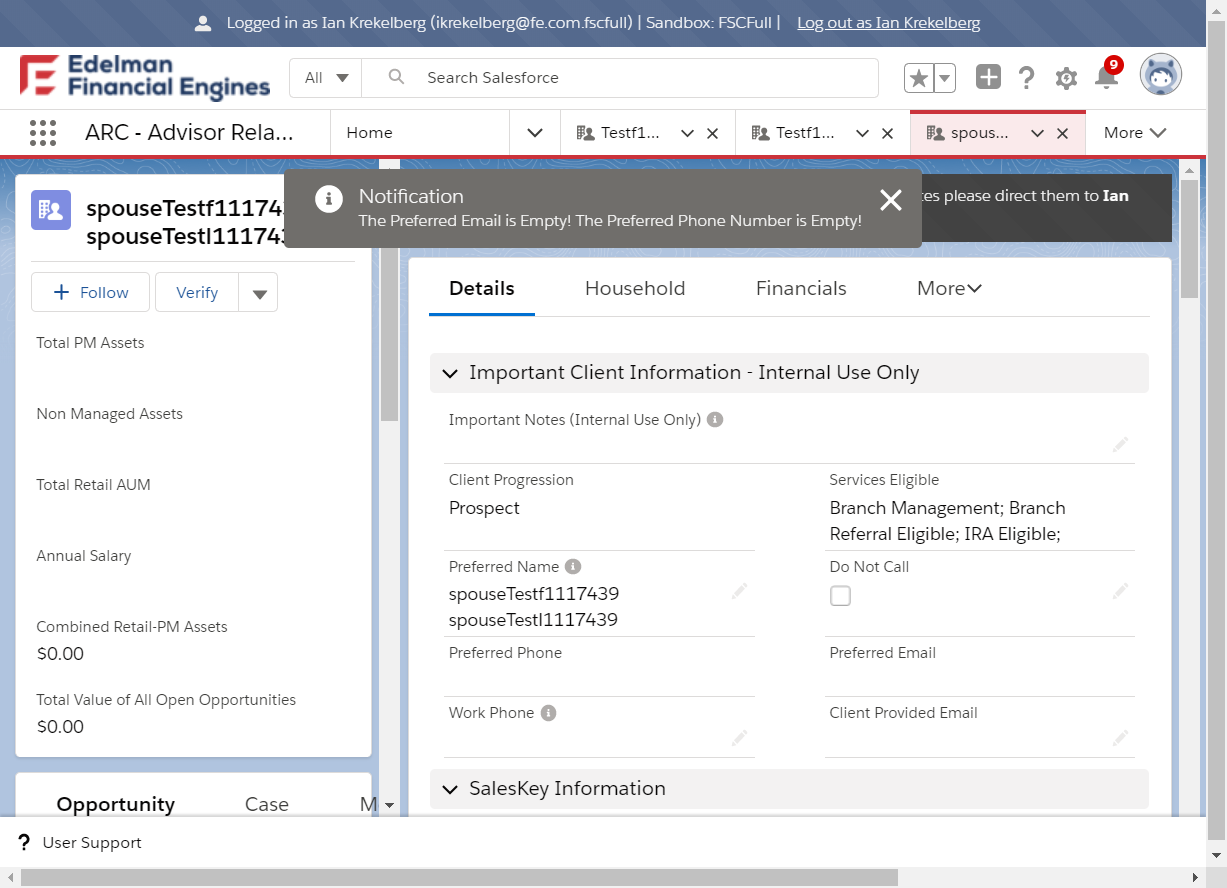 Logged in as Ian Krekelberg (ikrekelberg@fe.com.fscfull) | Sandbox: FSCFull | Log out as Ian Krekelberg
Edelman
Financial Engines
All
Search Salesforce
9
ARC - Advisor Rela...
Home
Testf1...
Testf1...
spous...
More
Notification
The Preferred Email is Empty! The Preferred Phone Number is Empty!
please direct them to Ian
spouseTestf11174
spouseTestl11174
Follow
Verify
Total PM Assets
Non Managed Assets
Total Retail AUM
Annual Salary
Combined Retail-PM Assets
$0.00
Total Value of All Open Opportunities
$0.00
Opportunity
Case
M
Details
Household
Financials
More
Important Client Information - Internal Use Only
Important Notes (Internal Use Only)
Client Progression
Prospect
Services Eligible
Branch Management; Branch
Referral Eligible; IRA Eligible;
Preferred Name
spouseTestf1117439
spouseTestl1117439
Do Not Call
Preferred Phone
Preferred Email
Work Phone
Client Provided Email
SalesKey Information
? User Support